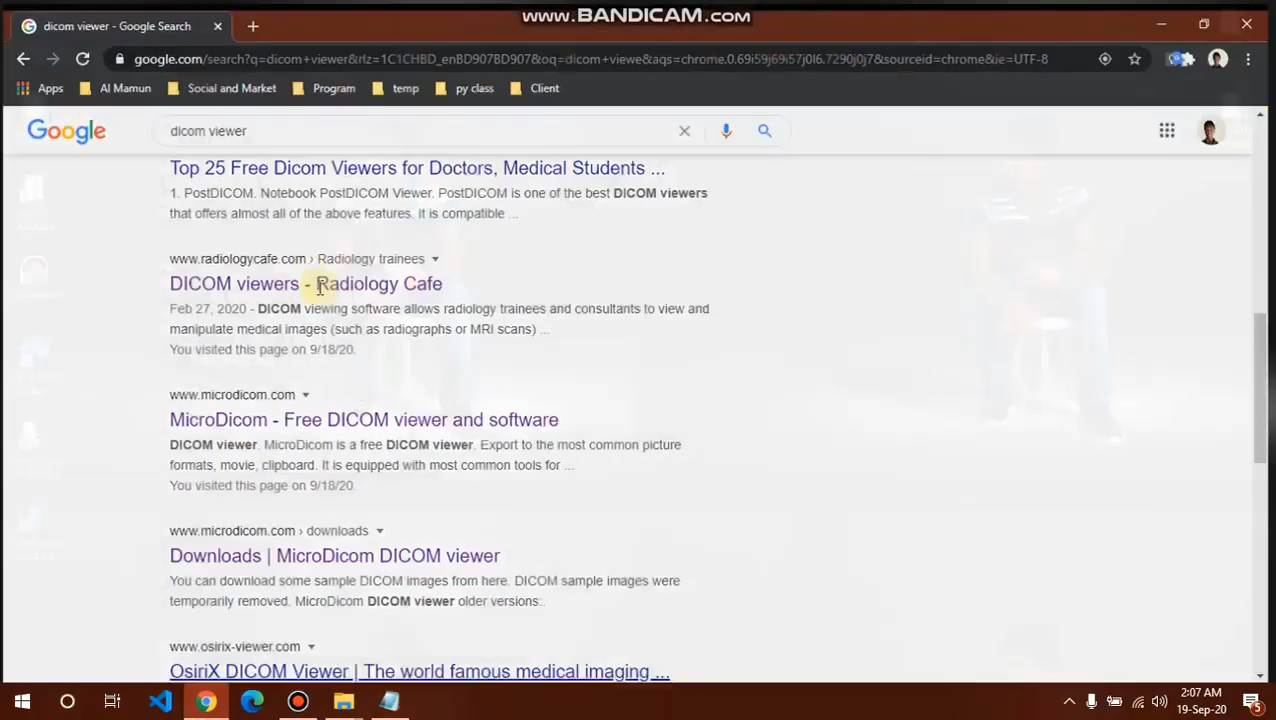 www.BANDICAM.com
dicom viewer - Google Search
google.com/search?q=dicom+viewer&rlz=1C1CHBD_enBD907BD907&oq=dicom+viewe&aqs=chrome.0.69i59j69i57j0l6.7290j0j7&sourceid=chrome&ie=UTF-8
Apps Al Mamun Social and Market Program temp py class Client
Google dicom viewer
Top 25 Free Dicom Viewers for Doctors, Medical Students ...
1. PostDICOM. Notebook PostDICOM Viewer. PostDICOM is one of the best DICOM viewers
that offers almost all of the above features. It is compatible ...
www.radiologycafe.com › Radiology trainees
DICOM viewers - Radiology Cafe
Feb 27, 2020 - DICOM viewing software allows radiology trainees and consultants to view and
manipulate medical images (such as radiographs or MRI scans) ...
You visited this page on 9/18/20.
www.microdicom.com
MicroDicom - Free DICOM viewer and software
DICOM viewer. MicroDicom is a free DICOM viewer. Export to the most common picture
formats, movie, clipboard. It is equipped with most common tools for ...
You visited this page on 9/18/20.
www.microdicom.com › downloads
Downloads | MicroDicom DICOM viewer
You can download some sample DICOM images from here. DICOM sample images were
temporarily removed. MicroDicom DICOM viewer older versions:.
www.osirix-viewer.com
OsiriX DICOM Viewer | The world famous medical imaging ...
2:07 AM
19-Sep-20
5